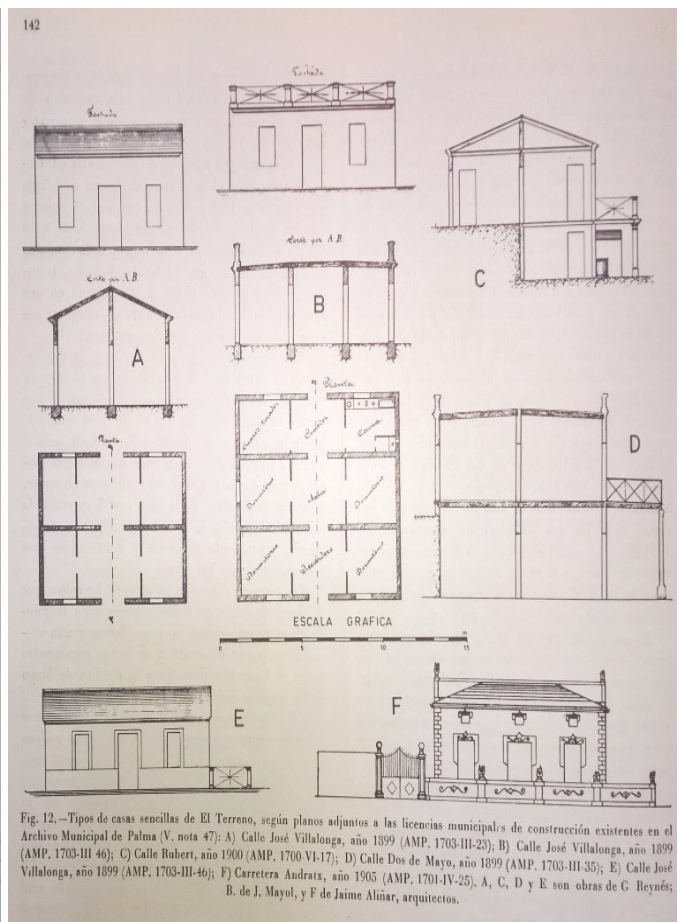 142
Fachada
Fachada
Corte por A.B.
Corte por A.B.
A
B
C
Planta
Planta
D
Comedor
Cocina
Dormitorio
Dormitorio
Dormitorio
Dormitorio
ESCALA GRAFICA
m
0 5 10 15
E
F
Fig. 12.—Tipos de casas sencillas de El Terreno, según planos adjuntos a las licencias municipales de construcción existentes en el
Archivo Municipal de Palma (V. nota 47): A) Calle José Villalonga, año 1899 (AMP. 1703-III-23); B) Calle José Villalonga, año 1899
(AMP. 1703-III 46); C) Calle Rubert, año 1900 (AMP. 1700-VI-17); D) Calle Dos de Mayo, año 1899 (AMP. 1703-III-35); E) Calle José
Villalonga, año 1899 (AMP. 1703-III-46); F) Carretera Andratx, año 1905 (AMP. 1701-IV-25). A, C, D y E son obras de G Reynés;
B. de J. Mayol, y F de Jaime Aliñar, arquitectos.